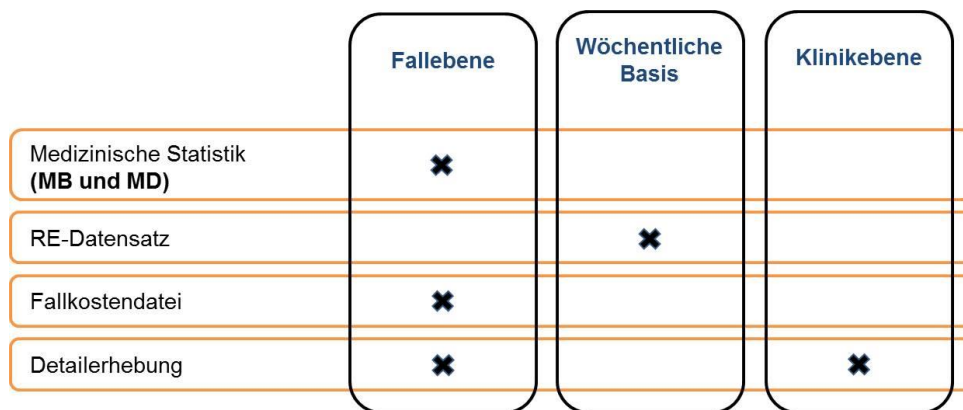 Fallebene
Wöchentliche
Basis
Klinikebene
Medizinische Statistik
(MB und MD)
RE-Datensatz
Fallkostendatei
Detailerhebung